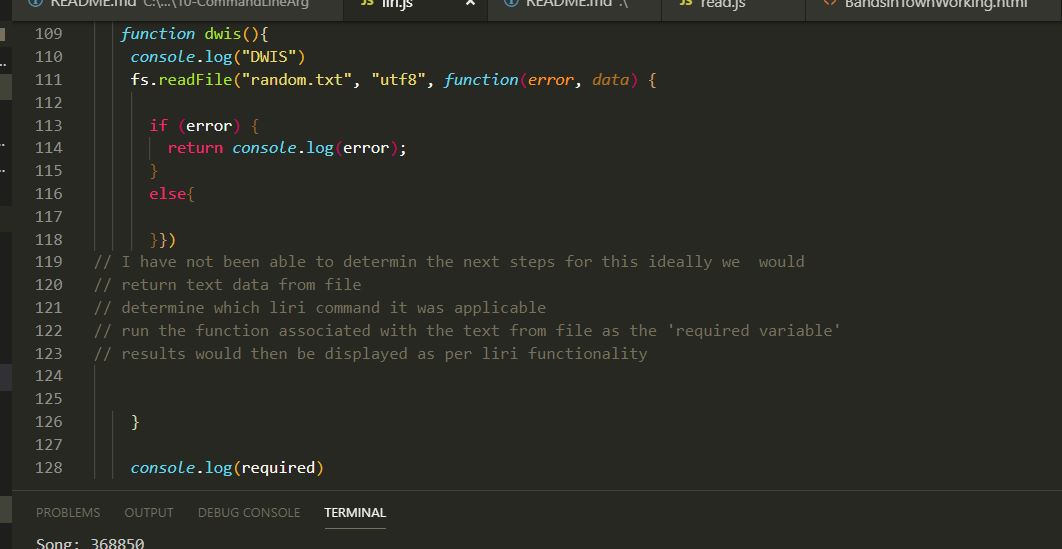 README.md C:\...\10-CommandLineArg JS liri.js × README.md .\ JS read.js <> BandsInTownWorking.html
109 function dwis(){
110 console.log("DWIS")
111 fs.readFile("random.txt", "utf8", function(error, data) {
112
113 if (error) {
114 return console.log(error);
115 }
116 else{
117
118 }})
119 // I have not been able to determin the next steps for this ideally we  would
120 // return text data from file
121 // determine which liri command it was applicable
122 // run the function associated with the text from file as the 'required variable'
123 // results would then be displayed as per liri functionality
124
125
126 }
127
128 console.log(required)
PROBLEMS OUTPUT DEBUG CONSOLE TERMINAL
Song: 368850